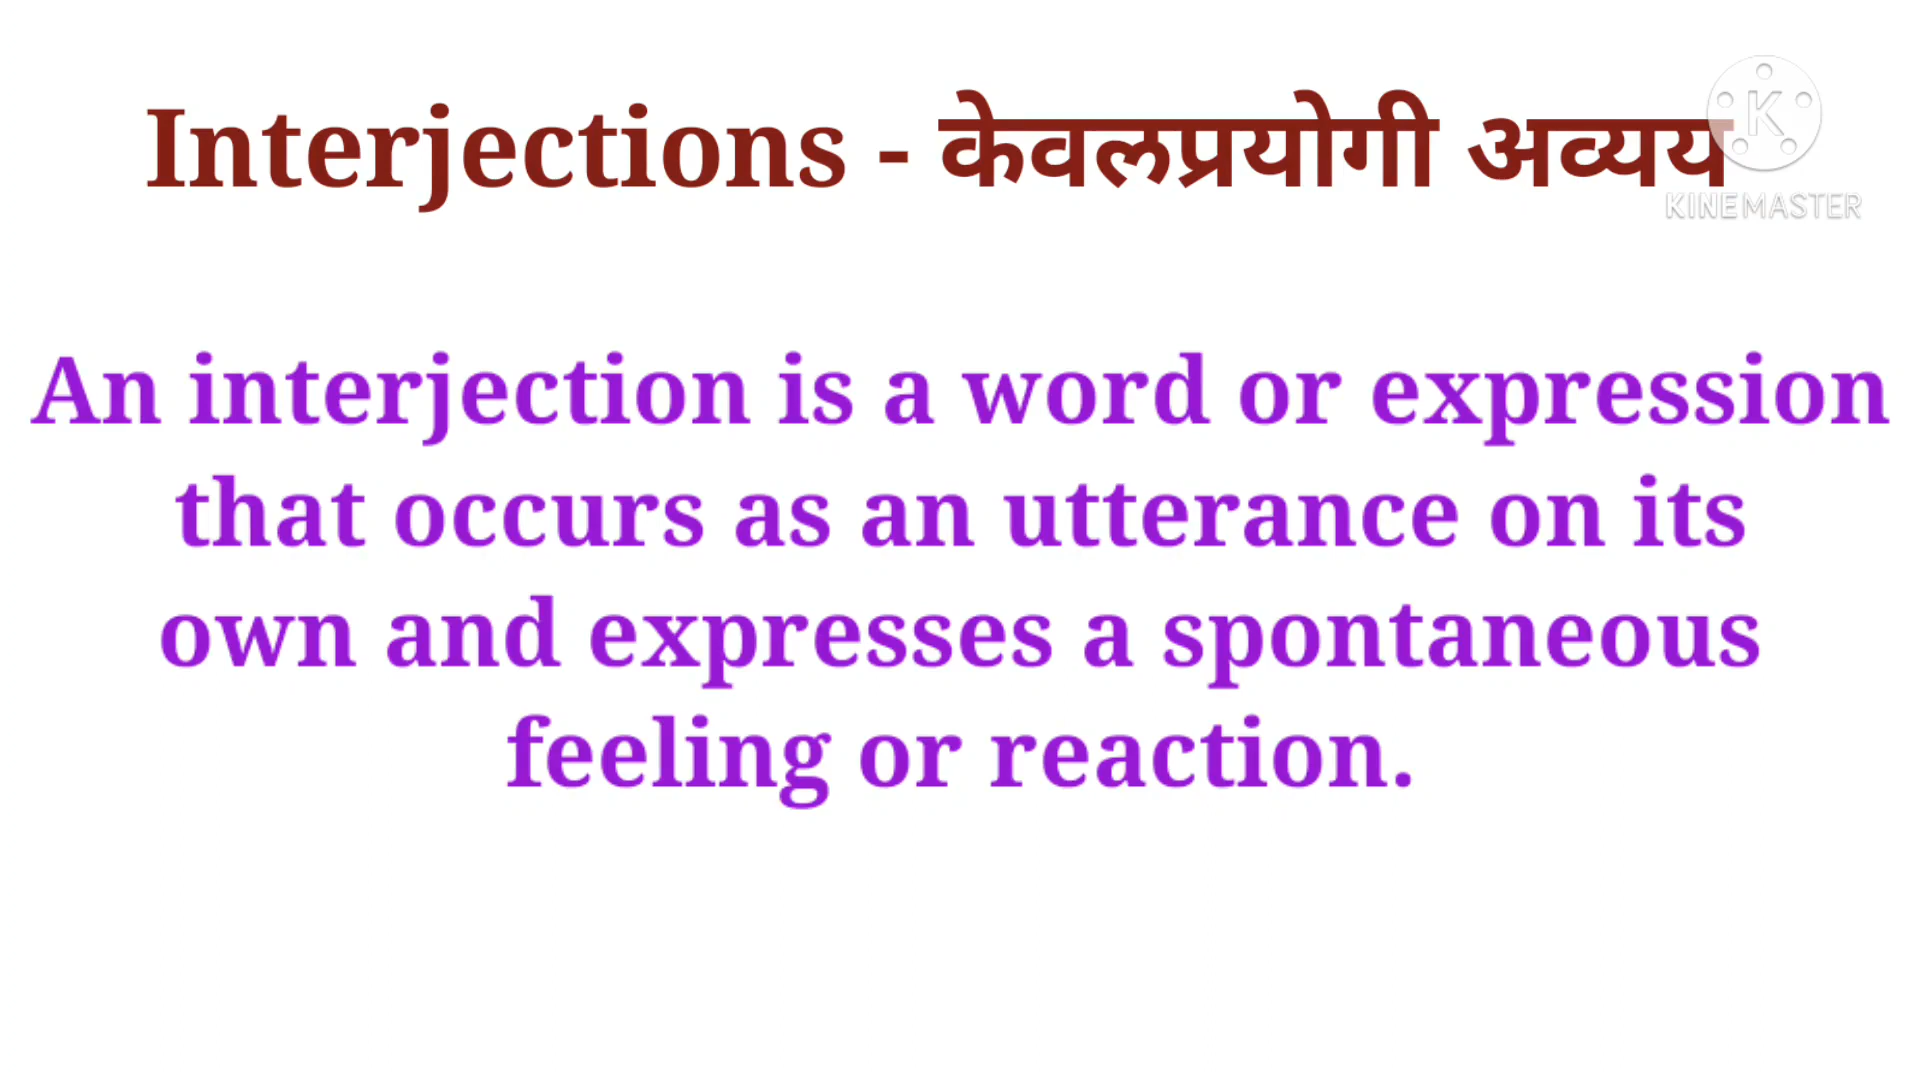 Interjections - केवलप्रयोगी अव्यय
K
KINEMASTER
An interjection is a word or expression
that occurs as an utterance on its
own and expresses a spontaneous
feeling or reaction.